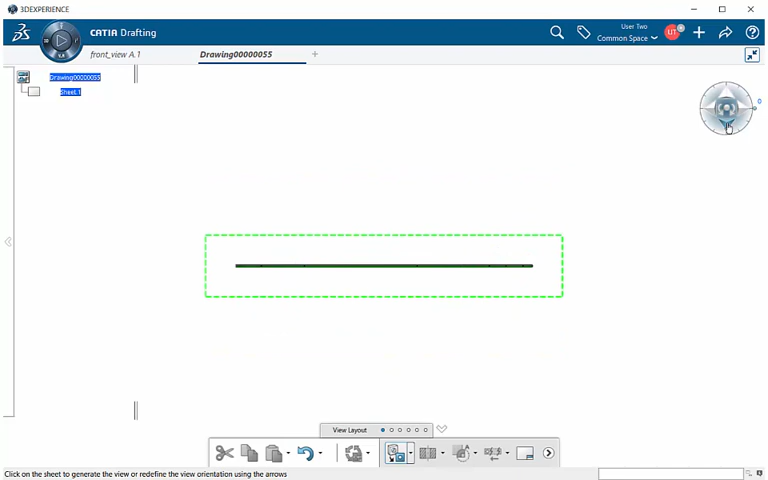 3DEXPERIENCE
CATIA Drafting
User Two
Common Space
UT
front_view A.1
Drawing00000055
Drawing00000055
Sheet.1
0
View Layout
Click on the sheet to generate the view or redefine the view orientation using the arrows